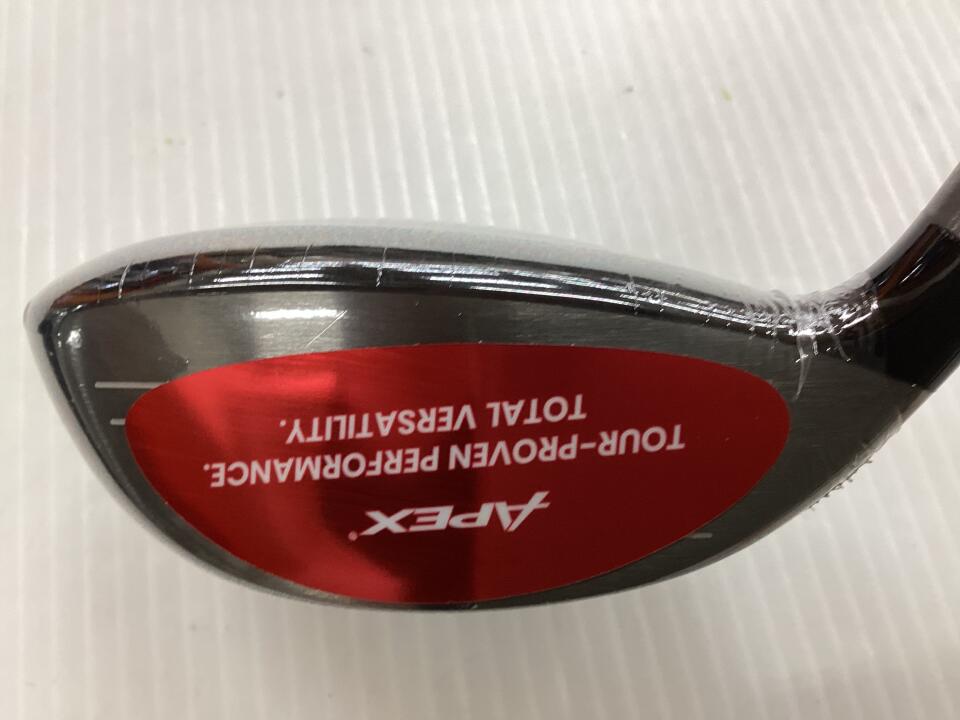 APEX®
TOUR-PROVEN PERFORMANCE.
TOTAL VERSATILITY.